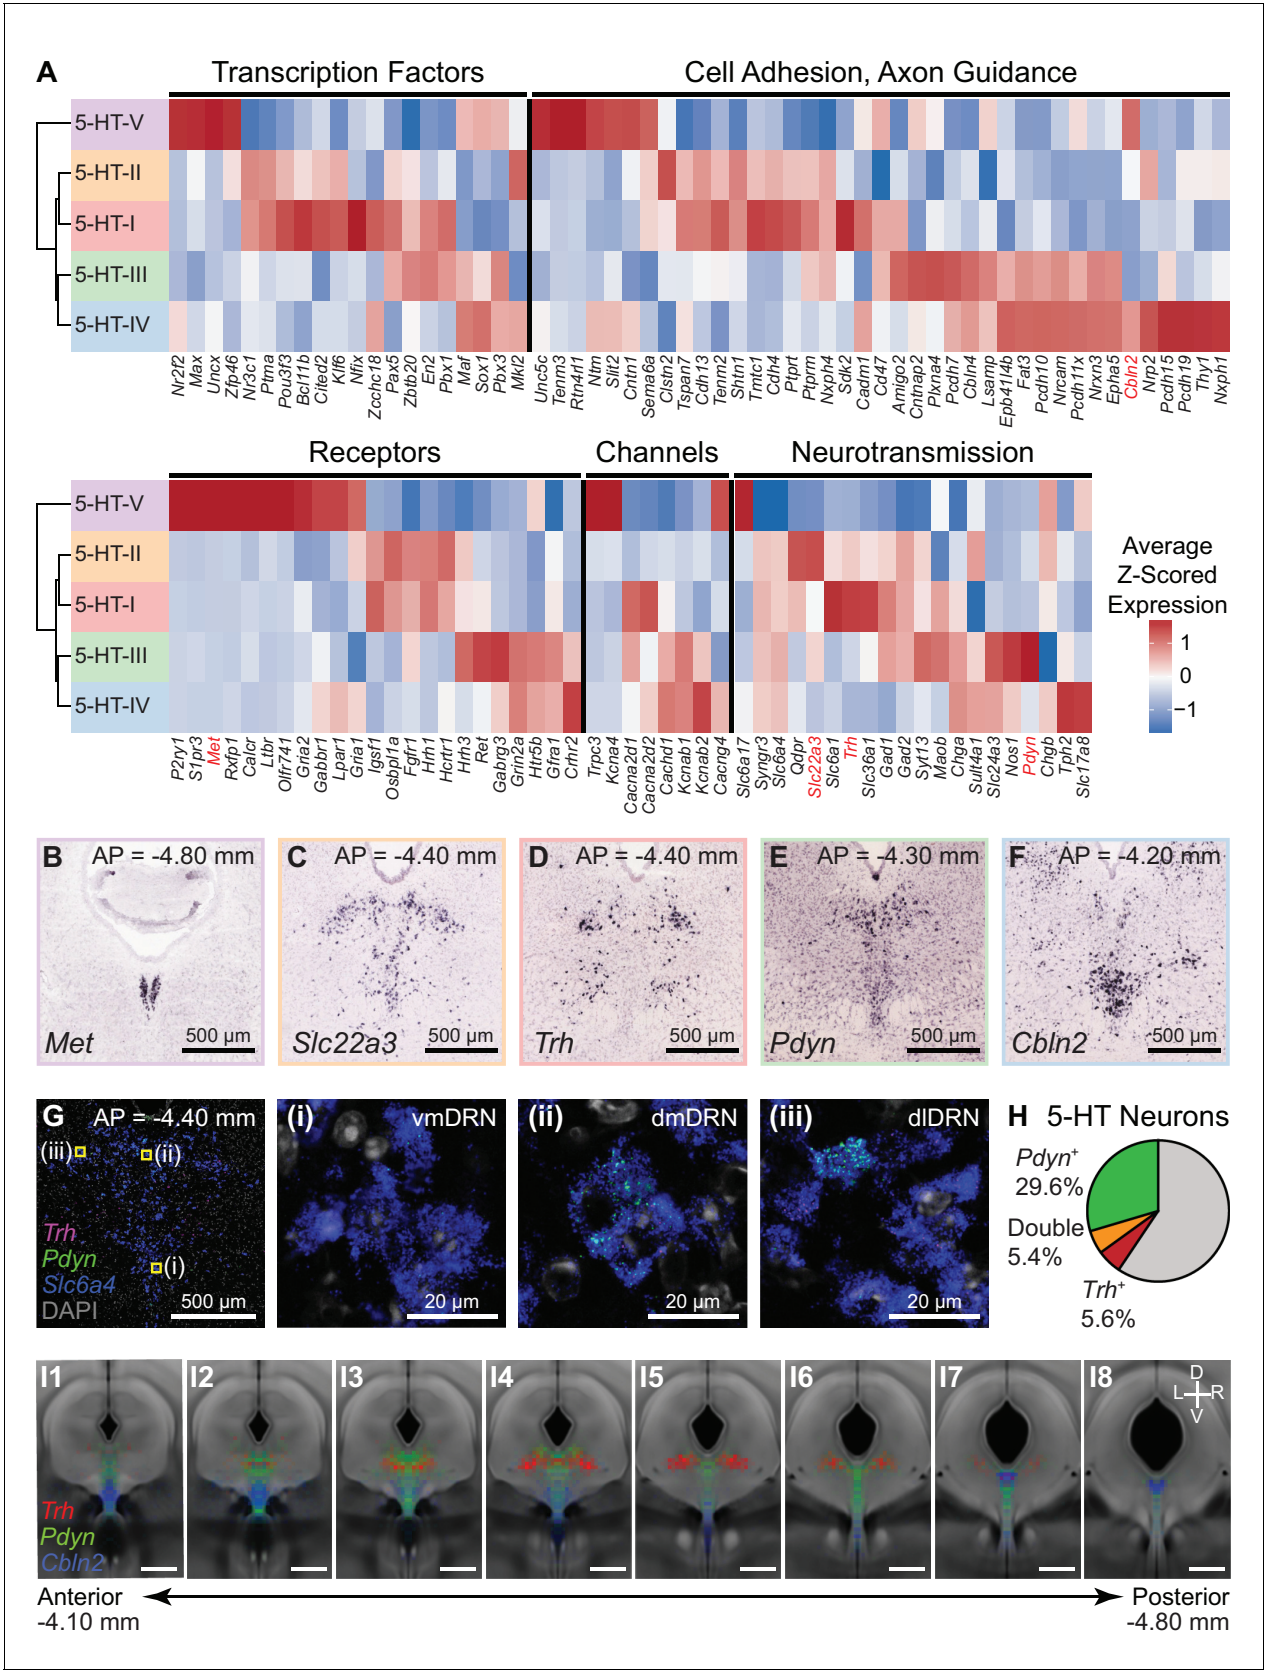 A
Transcription Factors
Cell Adhesion, Axon Guidance
5-HT-V
5-HT-II
5-HT-I
5-HT-III
5-HT-IV
Nr2f2 Max Uncx Zfp46 Nr3c1 Ptma Pou3f3 Bcl11b Cited2 Klf6 Nfix Zcchc18 Pax5 Zbtb20 En2 Pbx1 Maf Sox1 Pbx3 Mkl2 Unc5c Tenm3 Rtn4rl1 Ntm Slit2 Cntn1 Sema6a Clstn2 Tspan7 Cdh13 Tenm2 Shtn1 Tmtc1 Cdh4 Ptprt Ptprm Nxph4 Sdk2 Cadm1 Cd47 Amigo2 Cntnap2 Plxna4 Pcdh7 Cbln4 Lsamp Epb41l4b Fat3 Pcdh10 Nrcam Pcdh11x Nrxn3 Epha5 Cbln2 Nrp2 Pcdh15 Pcdh19 Thy1 Nxph1
Receptors
Channels
Neurotransmission
5-HT-V
5-HT-II
5-HT-I
5-HT-III
5-HT-IV
P2ry1 S1pr3 Met Rxfp1 Calcr Ltbr Olfr741 Gria2 Gabbr1 Lpar1 Gria1 Igsf1 Osbpl1a Fgfr1 Hrh1 Hcrtr1 Hrh3 Ret Gabrg3 Grin2a Htr5b Gfra1 Crhr2 Trpc3 Kcna4 Cacna2d1 Cacna2d2 Cachd1 Kcnab1 Kcnab2 Cacng4 Slc6a17 Syngr3 Slc6a4 Qdpr Slc22a3 Slc6a1 Trh Slc36a1 Gad1 Gad2 Syt13 Maob Chga Sult4a1 Slc24a3 Nos1 Pdyn Chgb Tph2 Slc17a8
Average
Z-Scored
Expression
1
0
−1
B AP = -4.80 mm
Met
500 µm
C AP = -4.40 mm
Slc22a3
500 µm
D AP = -4.40 mm
Trh
500 µm
E AP = -4.30 mm
Pdyn
500 µm
F AP = -4.20 mm
Cbln2
500 µm
G AP = -4.40 mm
(iii)
(ii)
(i)
Trh
Pdyn
Slc6a4
DAPI
500 µm
(i) vmDRN
20 µm
(ii) dmDRN
20 µm
(iii) dlDRN
20 µm
H 5-HT Neurons
Pdyn+
29.6%
Double
5.4%
Trh+
5.6%
I1
I2
I3
I4
I5
I6
I7
I8
D
L R
V
Trh
Pdyn
Cbln2
Anterior
-4.10 mm
Posterior
-4.80 mm